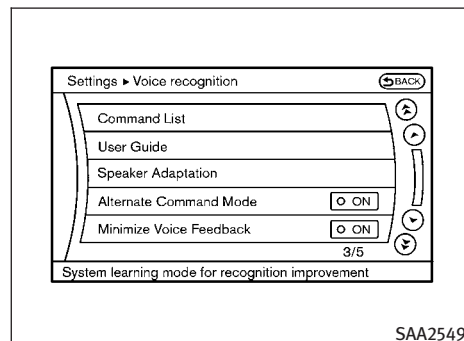 Settings ▸ Voice recognition
BACK
Command List
User Guide
Speaker Adaptation
Alternate Command Mode
ON
Minimize Voice Feedback
ON
3/5
System learning mode for recognition improvement
SAA2549